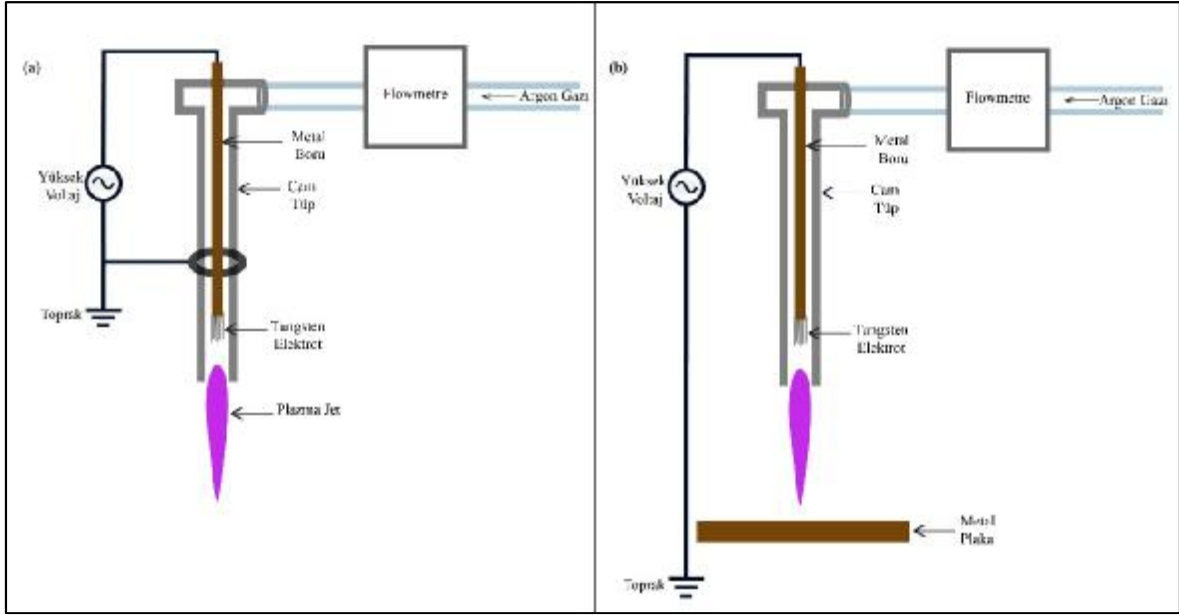 (a)
Flowmetre
Argon Gazı
Metal
Boru
Yüksek
Voltaj
Cam
Tüp
Toprak
Tungsten
Elektrot
Plazma Jet
(b)
Flowmetre
Argon Gazı
Metal
Boru
Yüksek
Voltaj
Cam
Tüp
Tungsten
Elektrot
Metal
Plaka
Toprak